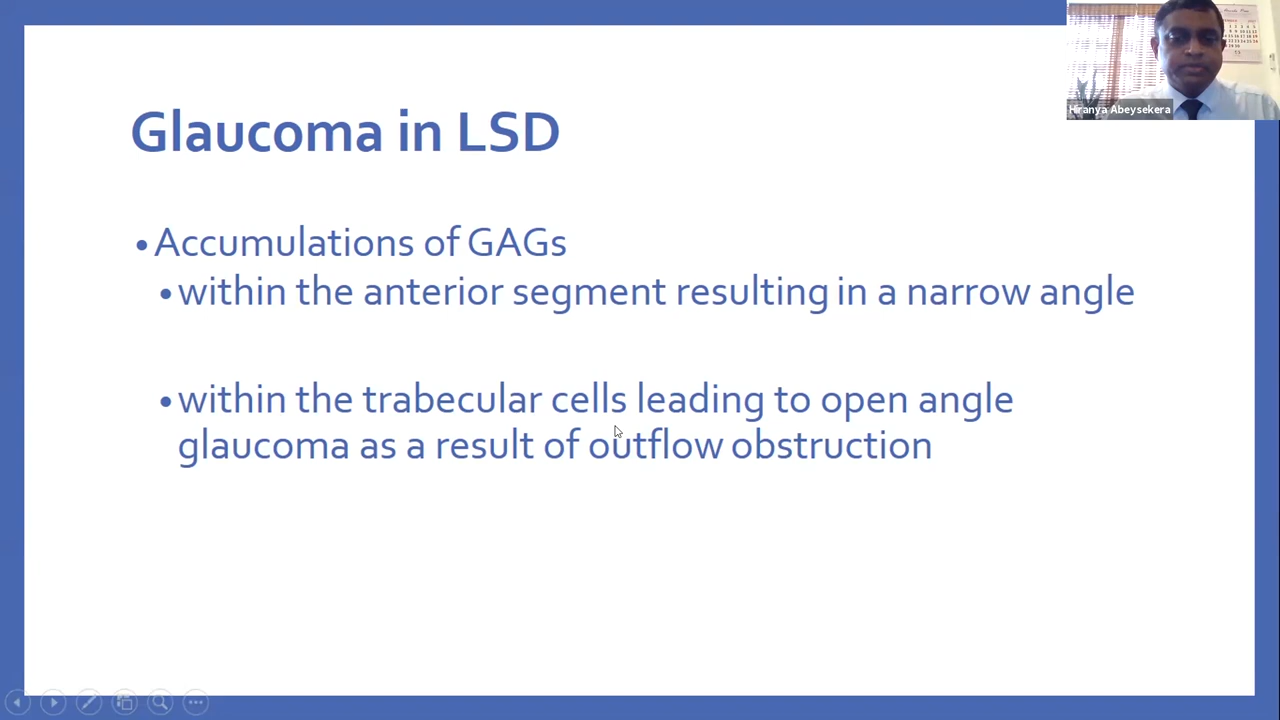 Hiranya Abeysekera
Glaucoma in LSD
• Accumulations of GAGs
• within the anterior segment resulting in a narrow angle
• within the trabecular cells leading to open angle
glaucoma as a result of outflow obstruction